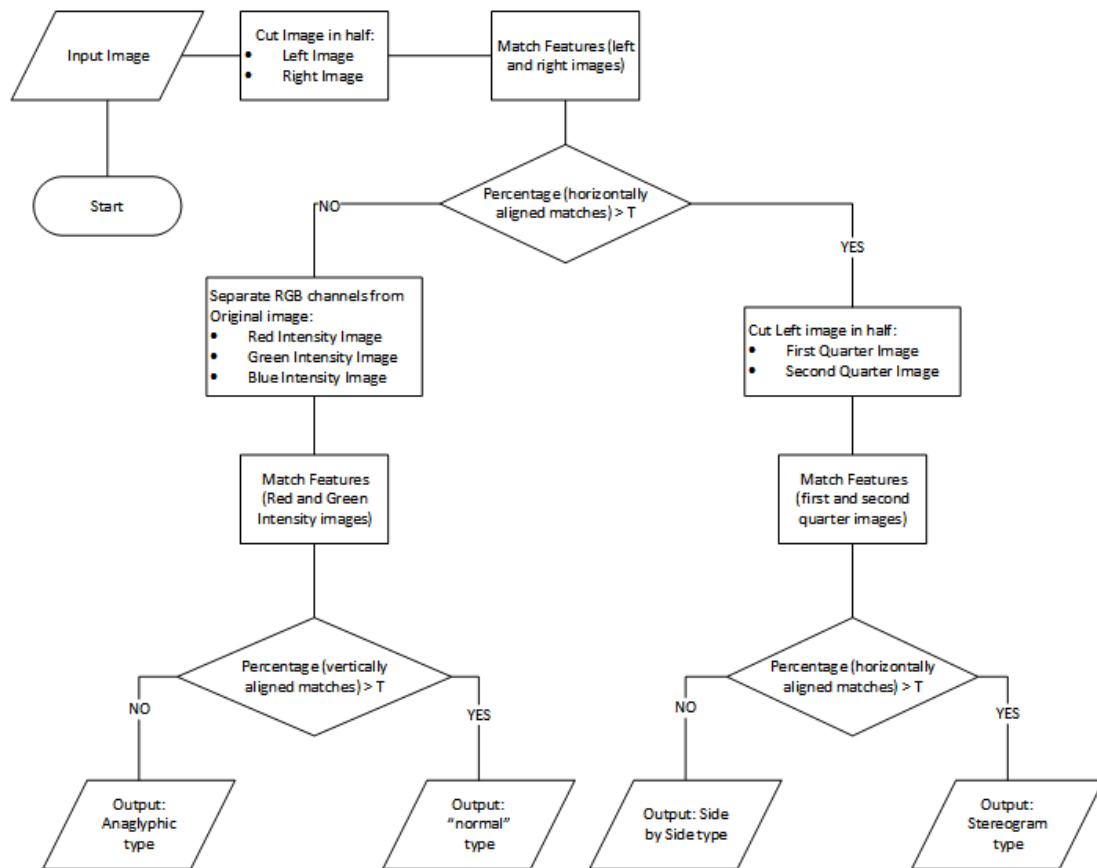 Input Image
Cut Image in half:
• Left Image
• Right Image
Match Features (left
and right images)
Start
Percentage (horizontally
aligned matches) > T
NO
YES
Separate RGB channels from
Original image:
• Red Intensity Image
• Green Intensity Image
• Blue Intensity Image
Cut Left image in half:
• First Quarter Image
• Second Quarter Image
Match Features
(Red and Green
Intensity images)
Match Features
(first and second
quarter images)
Percentage (vertically
aligned matches) > T
NO
YES
Percentage (horizontally
aligned matches) > T
NO
YES
Output:
Anaglyphic
type
Output:
“normal”
type
Output: Side
by Side type
Output:
Stereogram
type